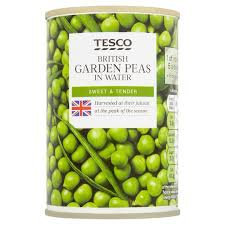 TESCO
BRITISH
GARDEN PEAS
IN WATER
SWEET & TENDER
Harvested at their juiciest
at the peak of the season